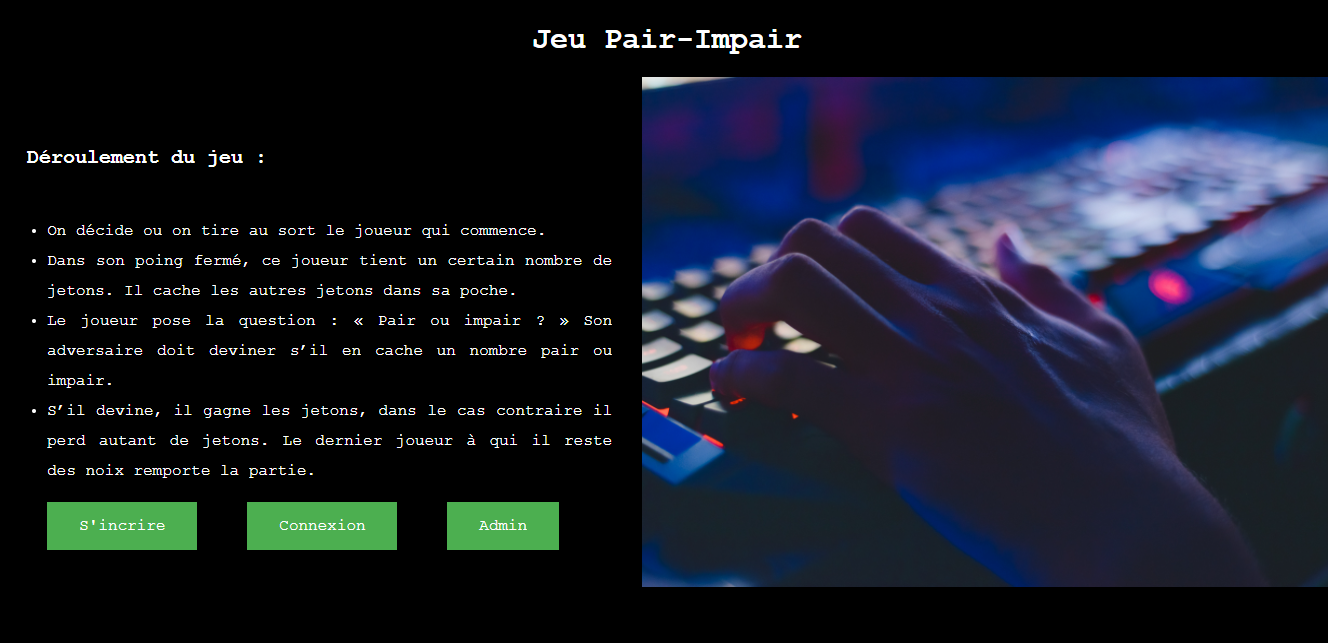 Jeu Pair-Impair
Déroulement du jeu :
• On décide ou on tire au sort le joueur qui commence.
• Dans son poing fermé, ce joueur tient un certain nombre de
jetons. Il cache les autres jetons dans sa poche.
• Le joueur pose la question : « Pair ou impair ? » Son
adversaire doit deviner s’il en cache un nombre pair ou
impair.
• S’il devine, il gagne les jetons, dans le cas contraire il
perd autant de jetons. Le dernier joueur à qui il reste
des noix remporte la partie.
S'incrire
Connexion
Admin